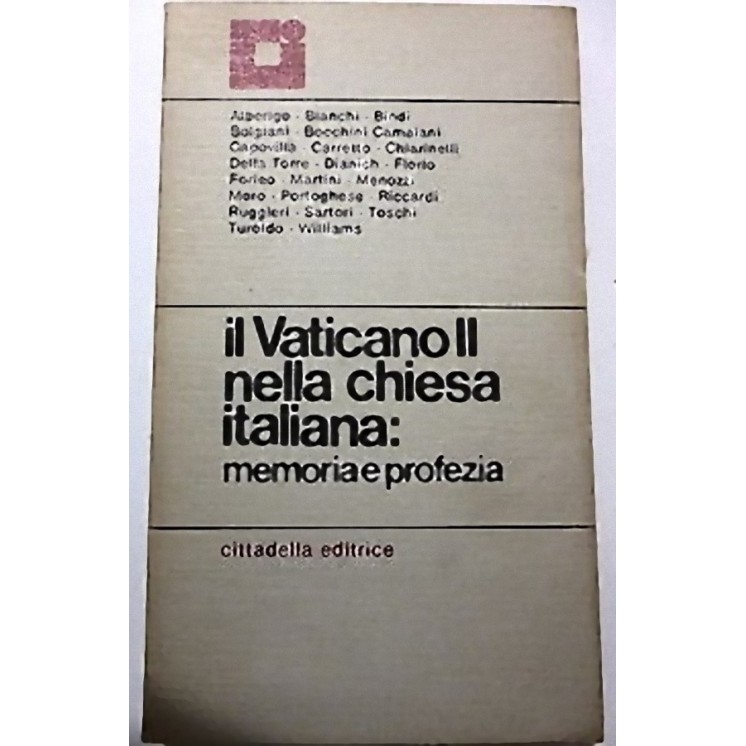 Alberigo - Bianchi - Bindi
Bolgiani - Bocchini Camaiani
Capovilla - Carretto - Chiarinelli
Della Torre - Dianich - Florio
Forleo - Martini - Menozzi
Moro - Portoghese - Riccardi
Ruggieri - Sartori - Toschi
Turoldo - Williams
il Vaticano II
nella chiesa
italiana:
memoria e profezia
cittadella editrice